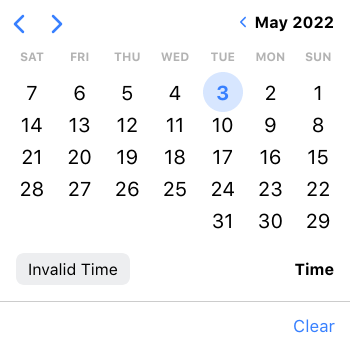 May 2022
SAT FRI THU WED TUE MON SUN
7 6 5 4 3 2 1
14 13 12 11 10 9 8
21 20 19 18 17 16 15
28 27 26 25 24 23 22
31 30 29
Invalid Time Time
Clear